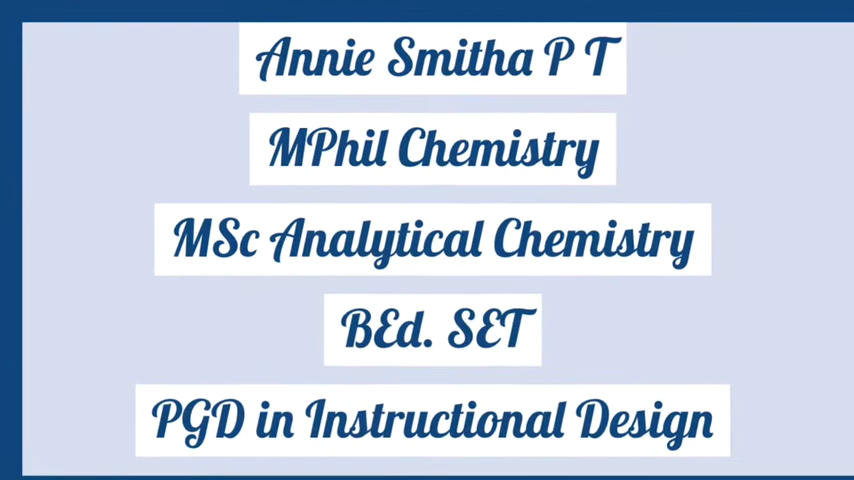 Annie Smitha P T
MPhil Chemistry
MSc Analytical Chemistry
BEd. SET
PGD in Instructional Design